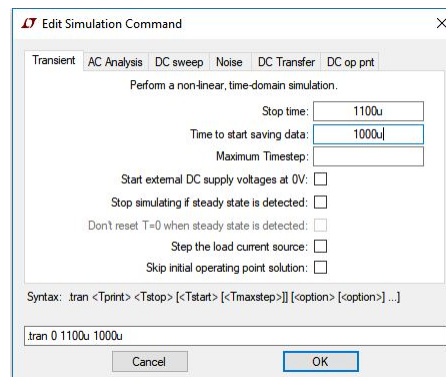 Edit Simulation Command
Transient AC Analysis DC sweep Noise DC Transfer DC op pnt
Perform a non-linear, time-domain simulation.
Stop time: 1100u
Time to start saving data: 1000u
Maximum Timestep:
Start external DC supply voltages at 0V:
Stop simulating if steady state is detected:
Don't reset T=0 when steady state is detected:
Step the load current source:
Skip initial operating point solution:
Syntax: .tran <Tprint> <Tstop> [<Tstart> [<Tmaxstep>]] [<option> [<option>] ...]
.tran 0 1100u 1000u
Cancel OK